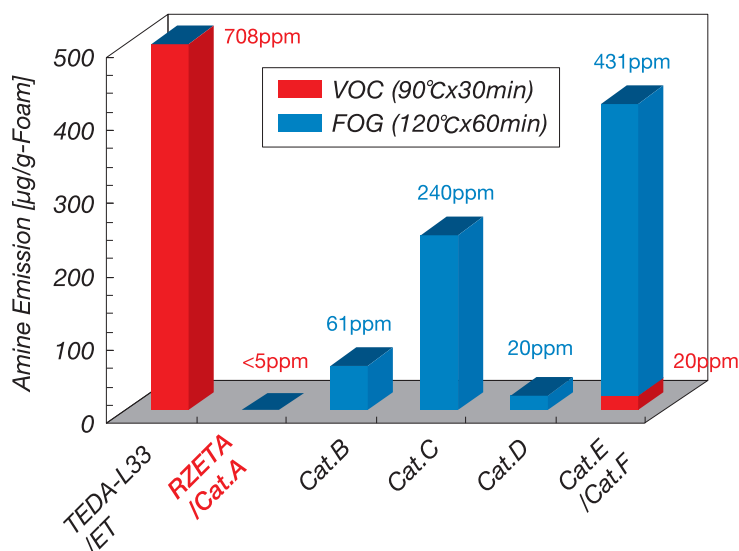 708ppm
431ppm
VOC (90℃x30min)
FOG (120℃x60min)
500
400
300
200
100
0
Amine Emission [μg/g-Foam]
240ppm
61ppm
<5ppm
20ppm
20ppm
TEDA-L33
/ET
RZETA
/Cat.A
Cat.B
Cat.C
Cat.D
Cat.E
/Cat.F